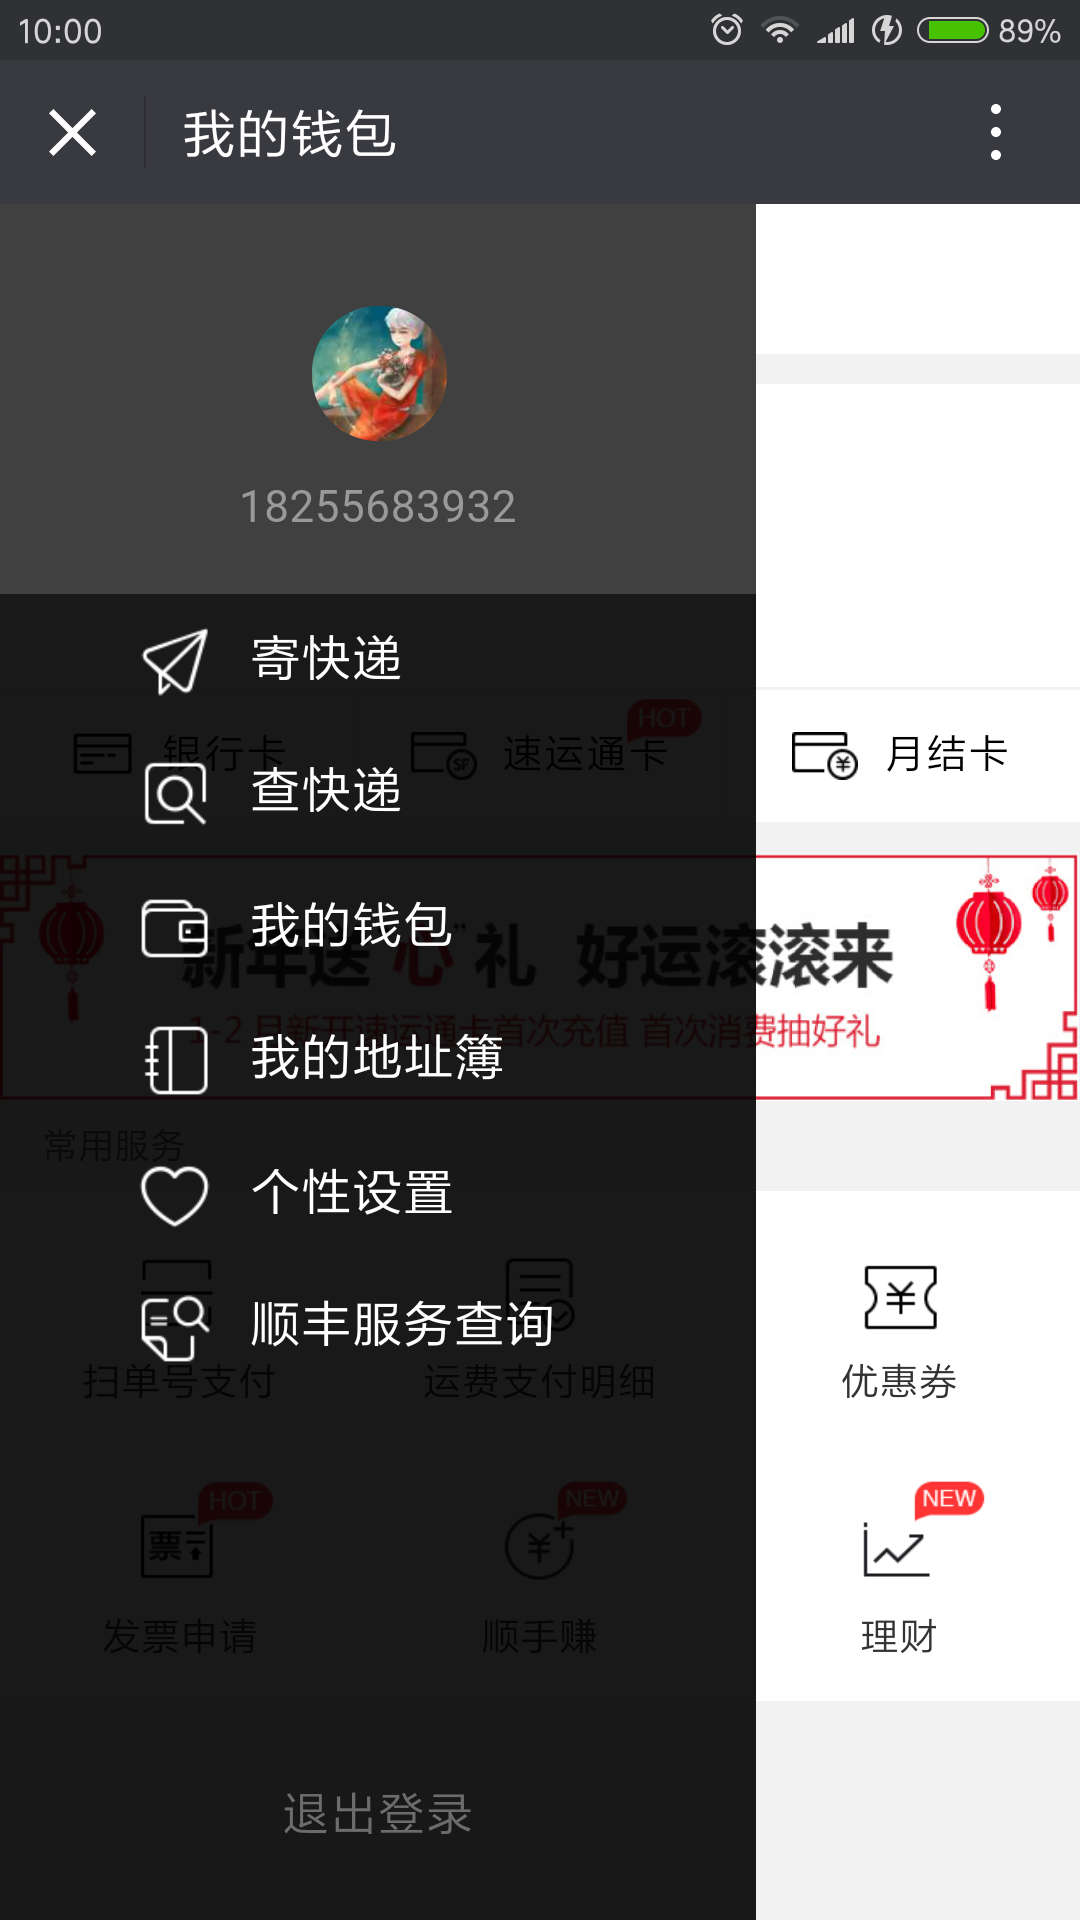 10:00
89%
我的钱包
18255683932
寄快递
银行卡
速运通卡
HOT
月结卡
查快递
我的钱包
新年送“心”礼 好运滚滚来
1-2月新开速运通卡首次充值 首次消费抽好礼
我的地址簿
常用服务
个性设置
顺丰服务查询
扫单号支付
运费支付明细
优惠券
HOT
NEW
NEW
票
发票申请
顺手赚
理财
退出登录